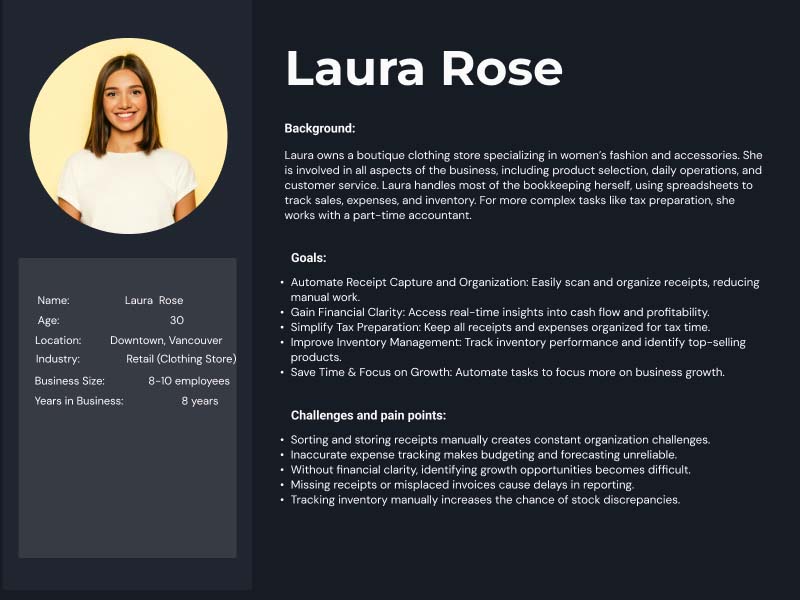 Laura Rose
Background:
Laura owns a boutique clothing store specializing in women's fashion and accessories. She
is involved in all aspects of the business, including product selection, daily operations, and
customer service. Laura handles most of the bookkeeping herself, using spreadsheets to
track sales, expenses, and inventory. For more complex tasks like tax preparation, she
works with a part-time accountant.
Name: Laura Rose
Age: 30
Location: Downtown, Vancouver
Industry: Retail (Clothing Store)
Business Size: 8-10 employees
Years in Business: 8 years
Goals:
• Automate Receipt Capture and Organization: Easily scan and organize receipts, reducing
manual work.
• Gain Financial Clarity: Access real-time insights into cash flow and profitability.
• Simplify Tax Preparation: Keep all receipts and expenses organized for tax time.
• Improve Inventory Management: Track inventory performance and identify top-selling
products.
• Save Time & Focus on Growth: Automate tasks to focus more on business growth.
Challenges and pain points:
• Sorting and storing receipts manually creates constant organization challenges.
• Inaccurate expense tracking makes budgeting and forecasting unreliable.
• Without financial clarity, identifying growth opportunities becomes difficult.
• Missing receipts or misplaced invoices cause delays in reporting.
• Tracking inventory manually increases the chance of stock discrepancies.